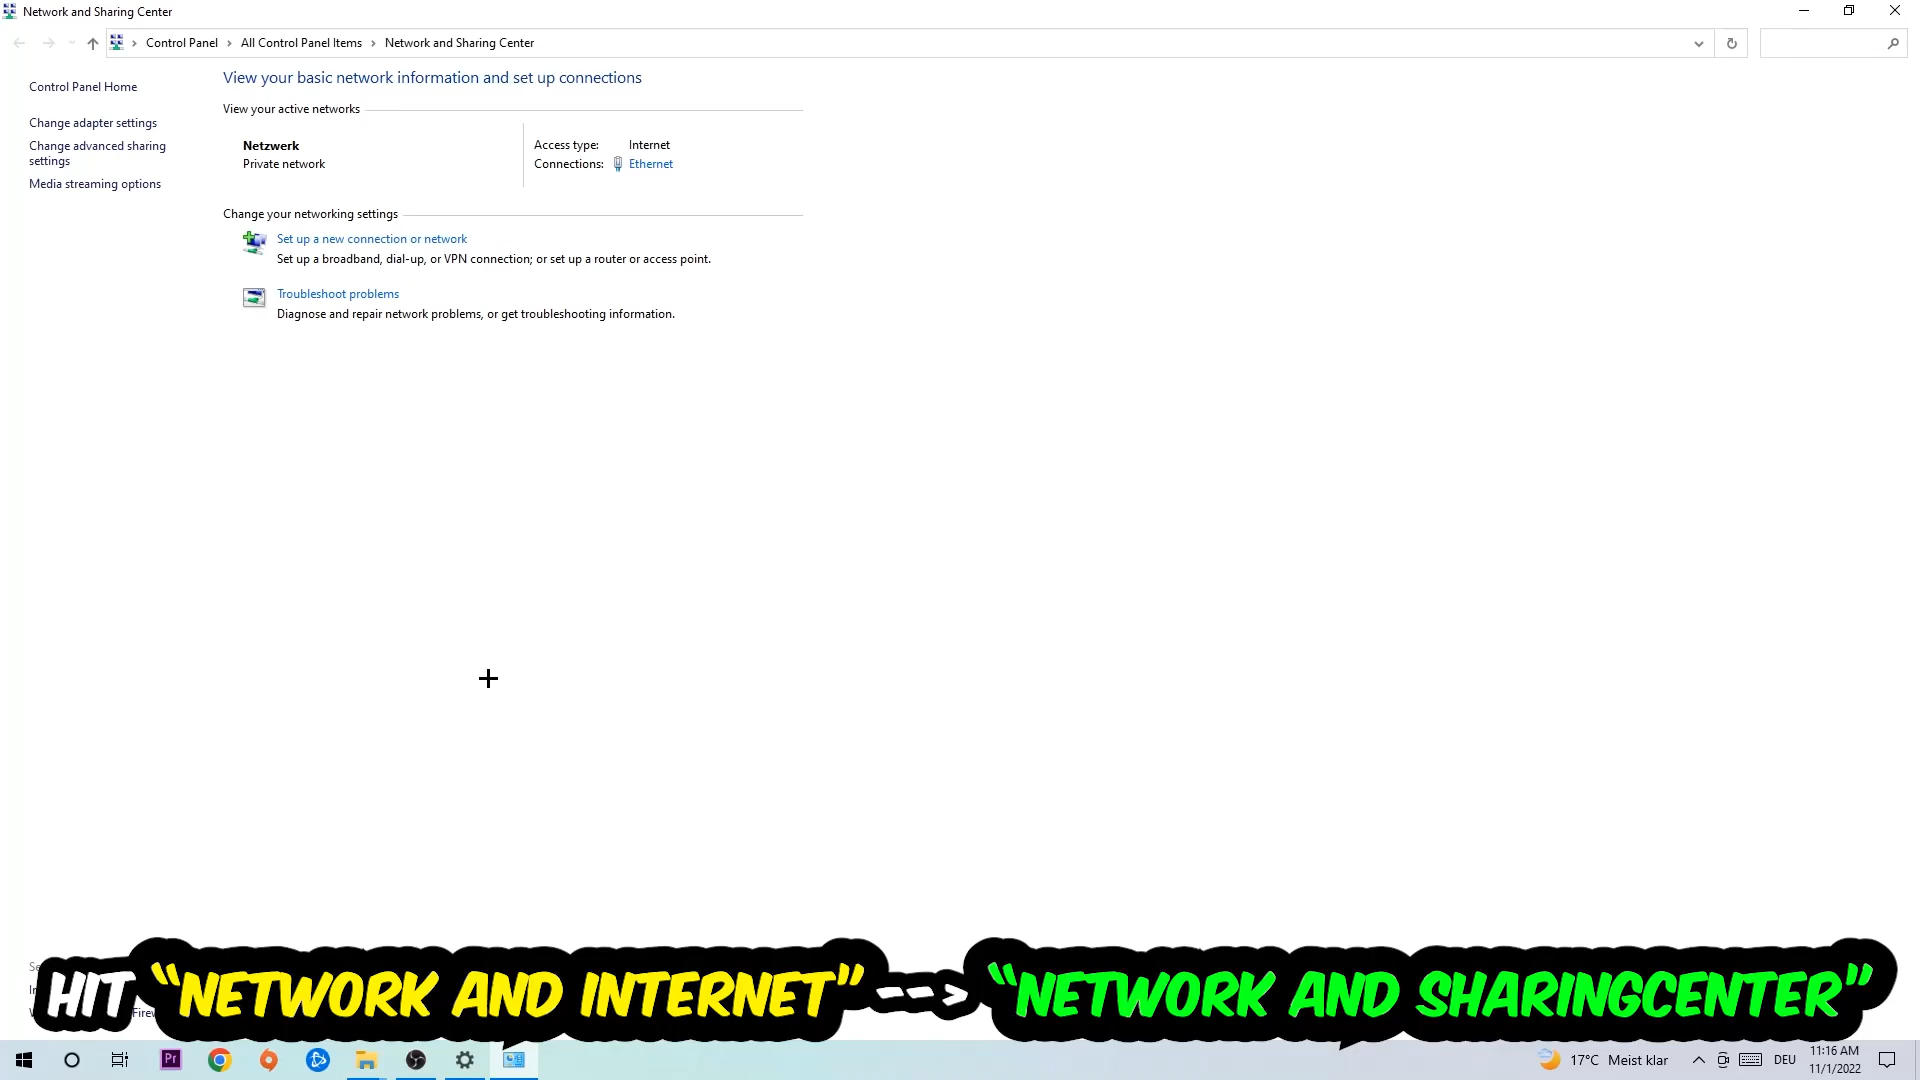 Network and Sharing Center
Control Panel > All Control Panel Items > Network and Sharing Center
Control Panel Home
Change adapter settings
Change advanced sharing
settings
Media streaming options
View your basic network information and set up connections
View your active networks
Netzwerk
Private network
Access type: Internet
Connections: Ethernet
Change your networking settings
Set up a new connection or network
Set up a broadband, dial-up, or VPN connection; or set up a router or access point.
Troubleshoot problems
Diagnose and repair network problems, or get troubleshooting information.
HIT “NETWORK AND INTERNET” ---> “NETWORK AND SHARINGCENTER”
Pr
17°C Meist klar
DEU
11:16 AM
11/1/2022